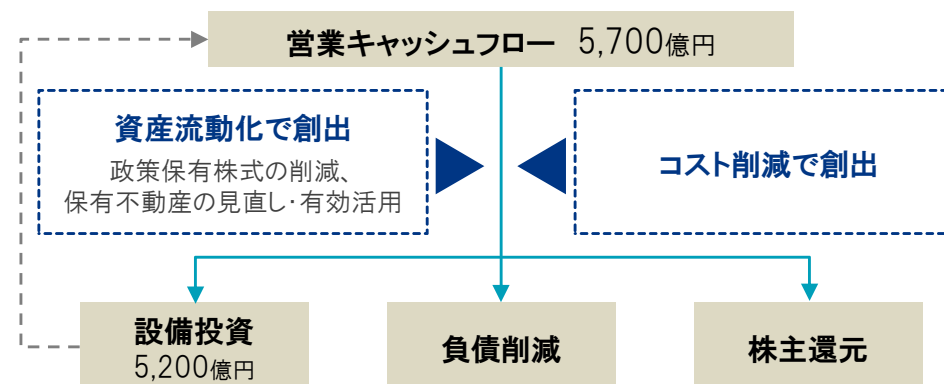 営業キャッシュフロー 5,700億円
資産流動化で創出
政策保有株式の削減、
保有不動産の見直し・有効活用
コスト削減で創出
設備投資
5,200億円
負債削減
株主還元